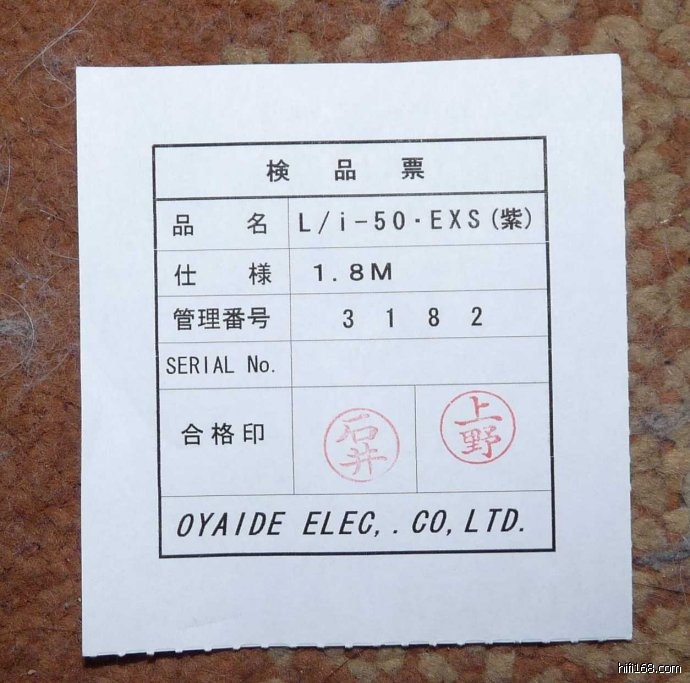 検品票
品名 L/i-50・EXS(紫)
仕様 1.8M
管理番号 3182
SERIAL No.
合格印 石井 上野
OYAIDE ELEC,.CO,LTD.
hifi168.com